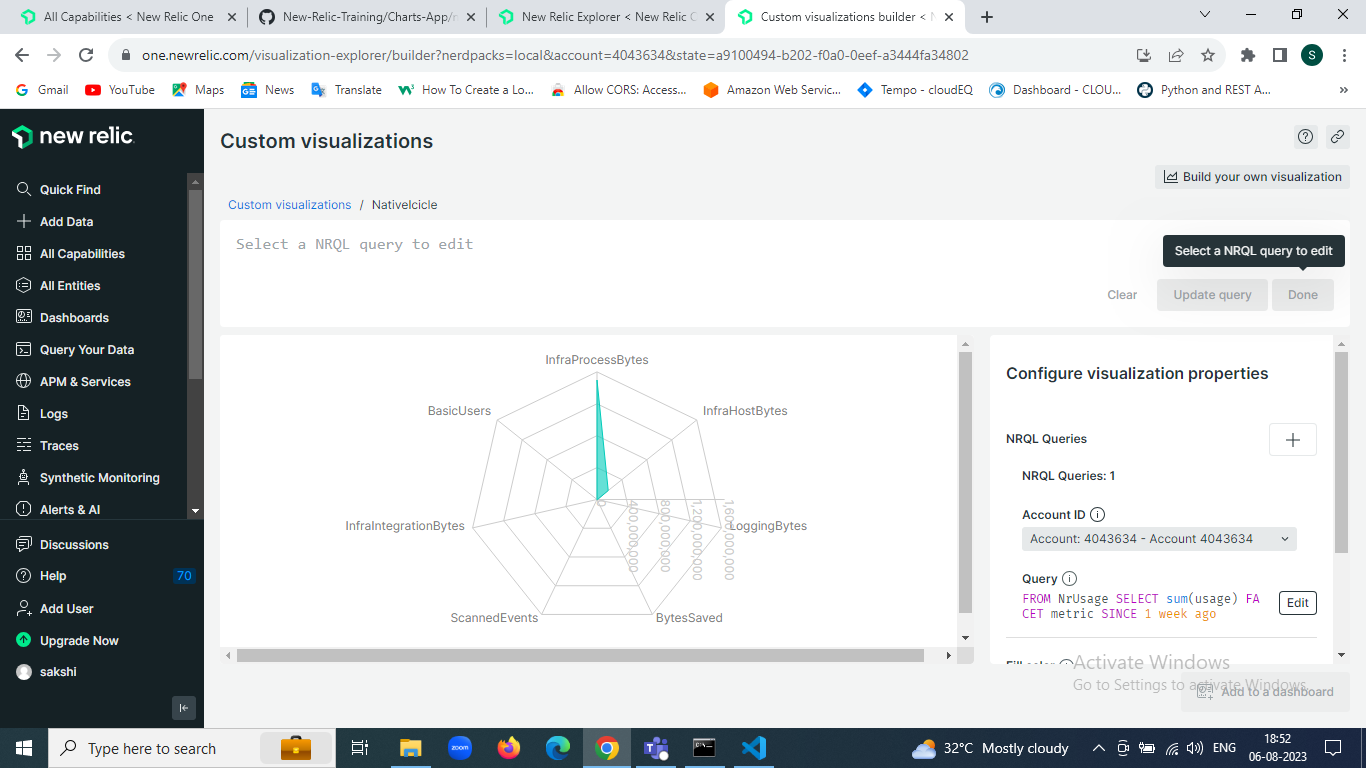 All Capabilities < New Relic One
New-Relic-Training/Charts-App/r
New Relic Explorer < New Relic C
Custom visualizations builder < N
one.newrelic.com/visualization-explorer/builder?nerdpacks=local&account=4043634&state=a9100494-b202-f0a0-0eef-a3444fa34802
S
Gmail
YouTube
Maps
News
Translate
How To Create a Lo...
Allow CORS: Access...
Amazon Web Servic...
Tempo - cloudEQ
Dashboard - CLOU...
Python and REST A...
»
new relic
Quick Find
Add Data
All Capabilities
All Entities
Dashboards
Query Your Data
APM & Services
Logs
Traces
Synthetic Monitoring
Alerts & AI
Discussions
Help 70
Add User
Upgrade Now
sakshi
Custom visualizations
Build your own visualization
Custom visualizations / NativeIcicle
Select a NRQL query to edit
Select a NRQL query to edit
Clear
Update query
Done
InfraProcessBytes
BasicUsers
InfraHostBytes
InfraIntegrationBytes
LoggingBytes
ScannedEvents
BytesSaved
0
400,000,000
800,000,000
1,200,000,000
1,600,000,000
Configure visualization properties
NRQL Queries
NRQL Queries: 1
Account ID
Account: 4043634 - Account 4043634
Query
FROM NrUsage SELECT sum(usage) FA
CET metric SINCE 1 week ago
Edit
Fill color
Activate Windows
Go to Settings to activate Windows.
Add to a dashboard
Type here to search
zoom
32°C Mostly cloudy
ENG
18:52
06-08-2023